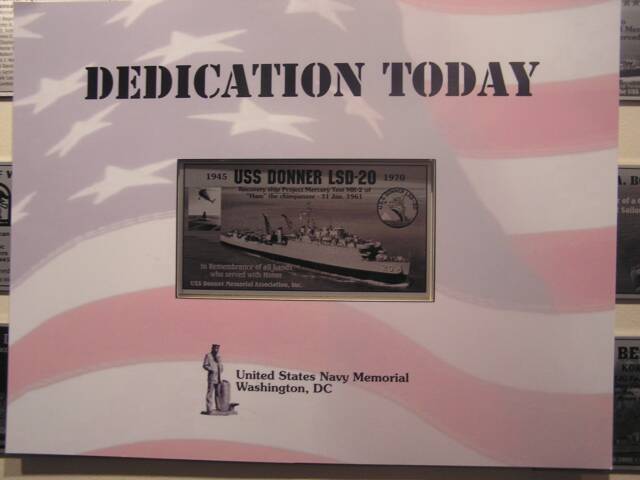 DEDICATION TODAY
1945 USS DONNER LSD-20 1970
Recovery ship Project Mercury Test MR-2 of
"Ham" the chimpanzee - 31 Jan. 1961
In Remembrance of all hands
who served with Honor
USS Donner Memorial Association, Inc.
United States Navy Memorial
Washington, DC